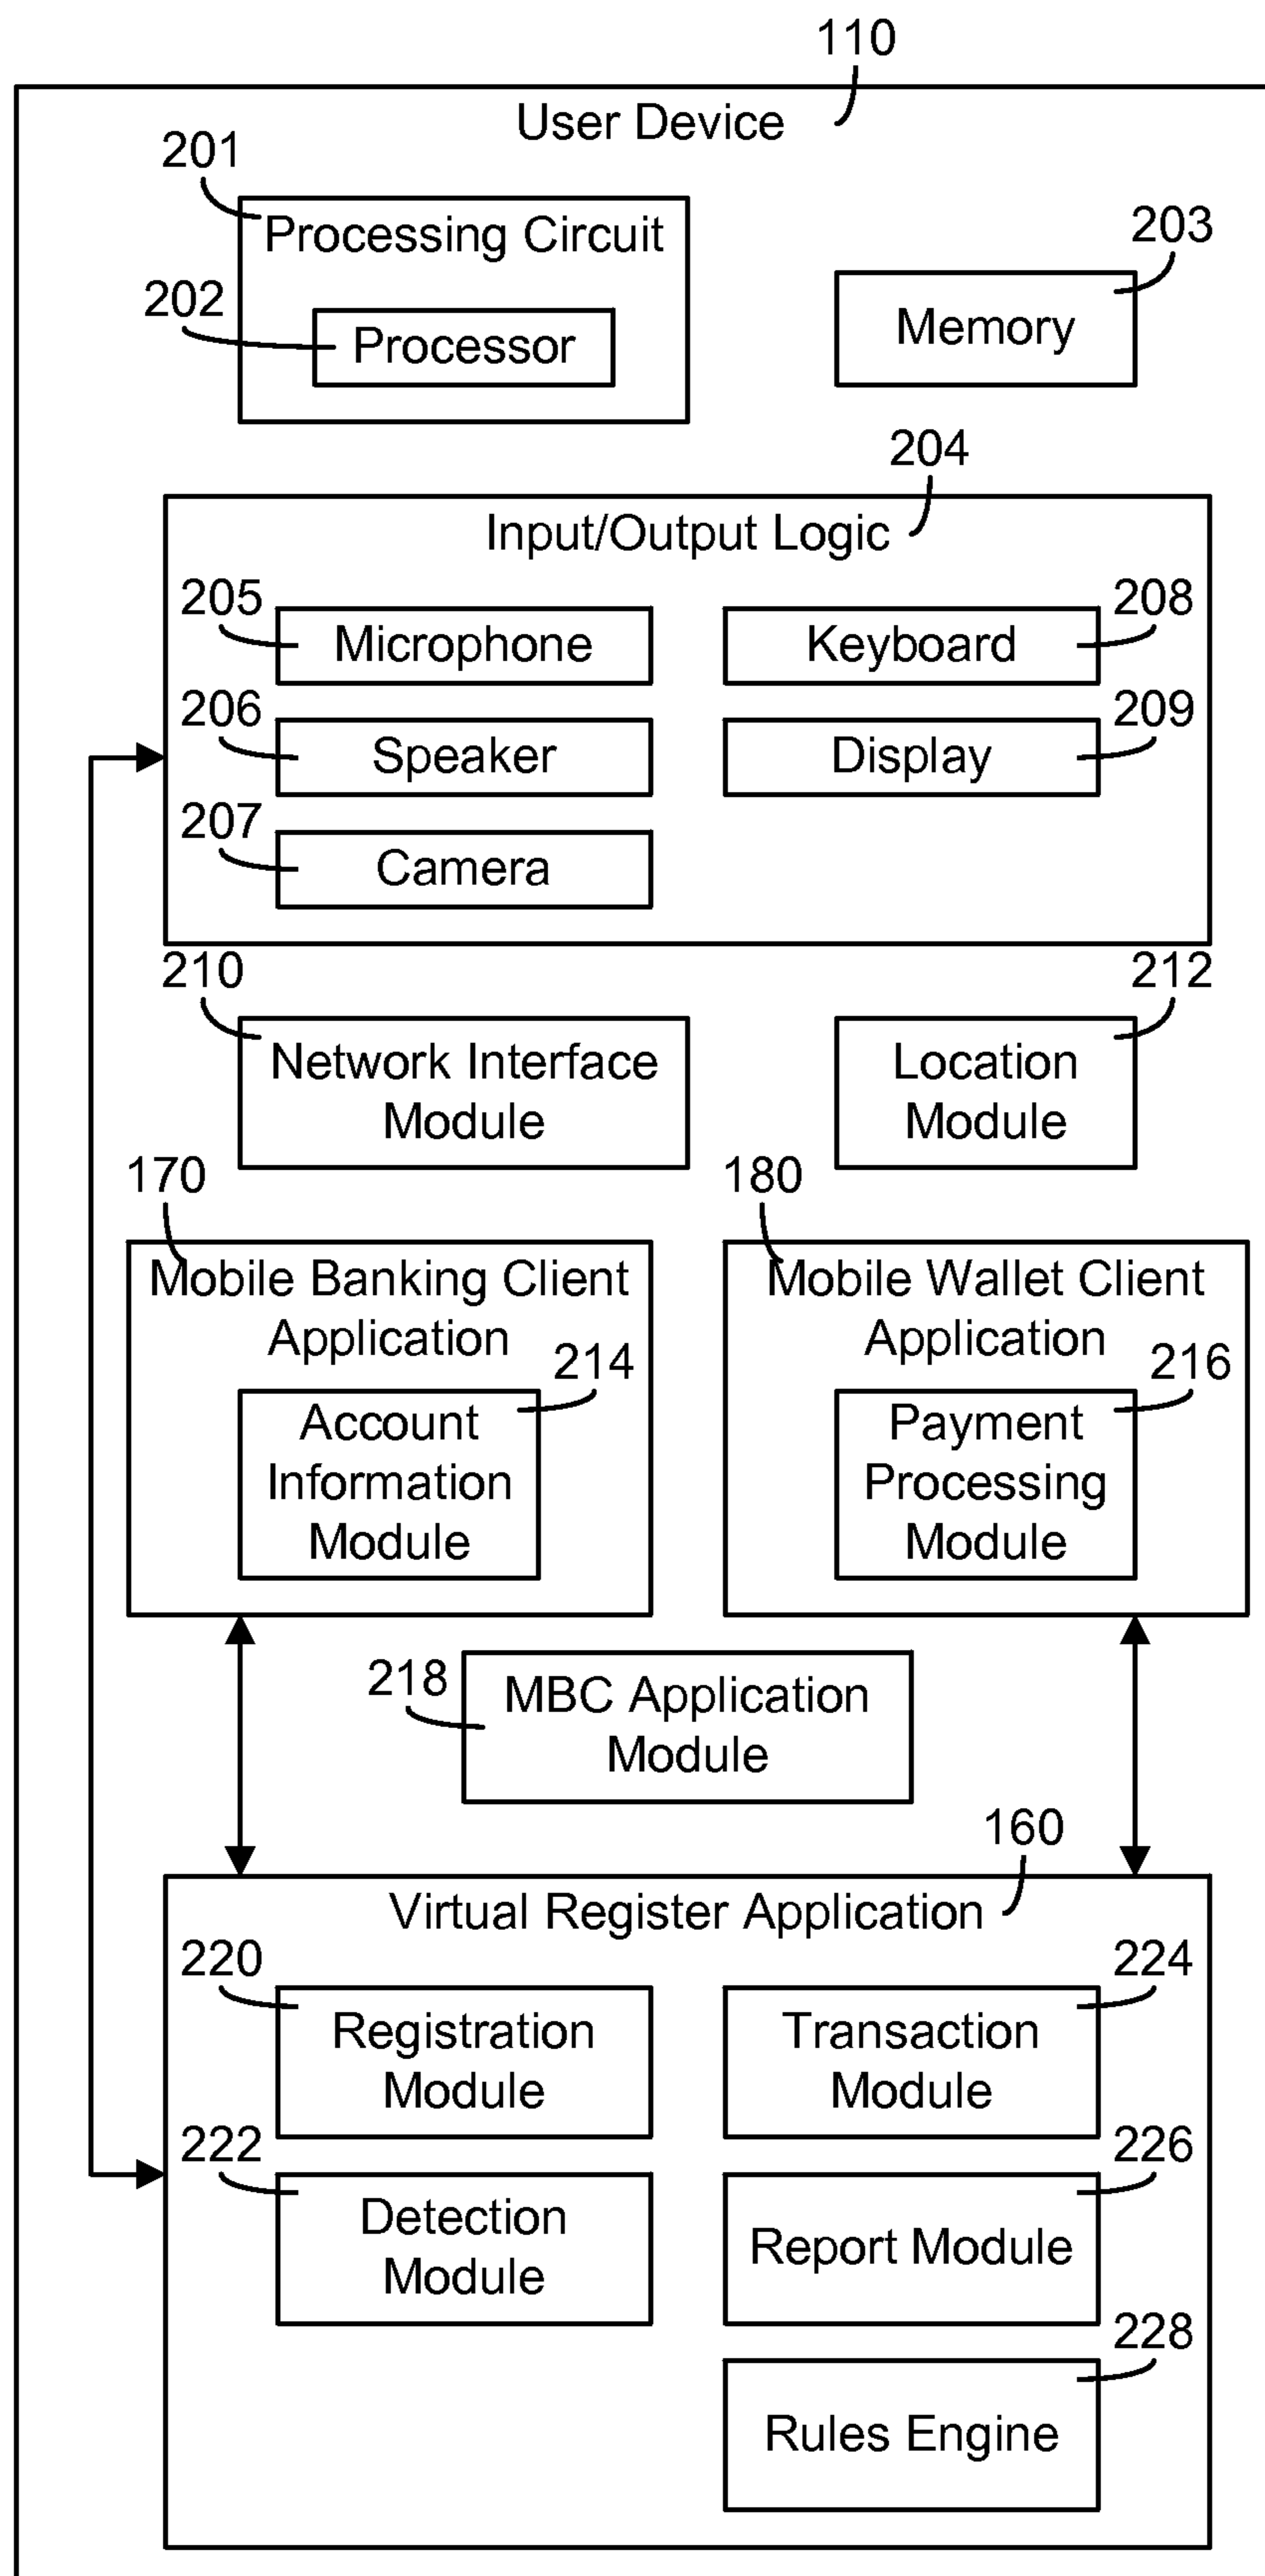 110
User Device
201
Processing Circuit
203
202
Processor
Memory
204
Input/Output Logic
205
Microphone
Keyboard
208
206
Speaker
Display
209
207
Camera
210
Network Interface
Module
212
Location
Module
170
Mobile Banking Client
Application
214
Account
Information
Module
180
Mobile Wallet Client
Application
216
Payment
Processing
Module
218
MBC Application
Module
160
Virtual Register Application
220
Registration
Module
224
Transaction
Module
222
Detection
Module
226
Report Module
228
Rules Engine